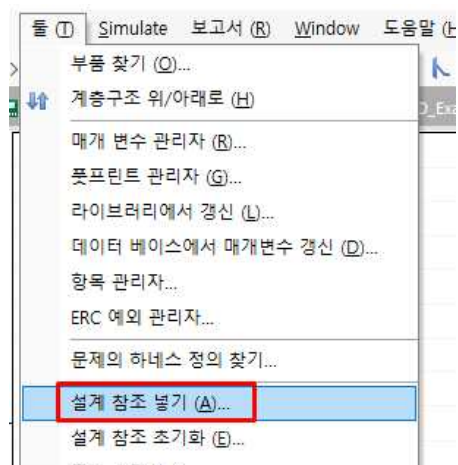 툴 (T) Simulate 보고서 (R) Window 도움말 (H
부품 찾기 (O)...
계층구조 위/아래로 (H)
D_Exa
매개 변수 관리자 (R)...
풋프린트 관리자 (G)...
라이브러리에서 갱신 (L)...
데이터 베이스에서 매개변수 갱신 (D)...
항목 관리자...
ERC 예외 관리자...
문제의 하네스 정의 찾기...
설계 참조 넣기 (A)...
설계 참조 초기화 (E)...